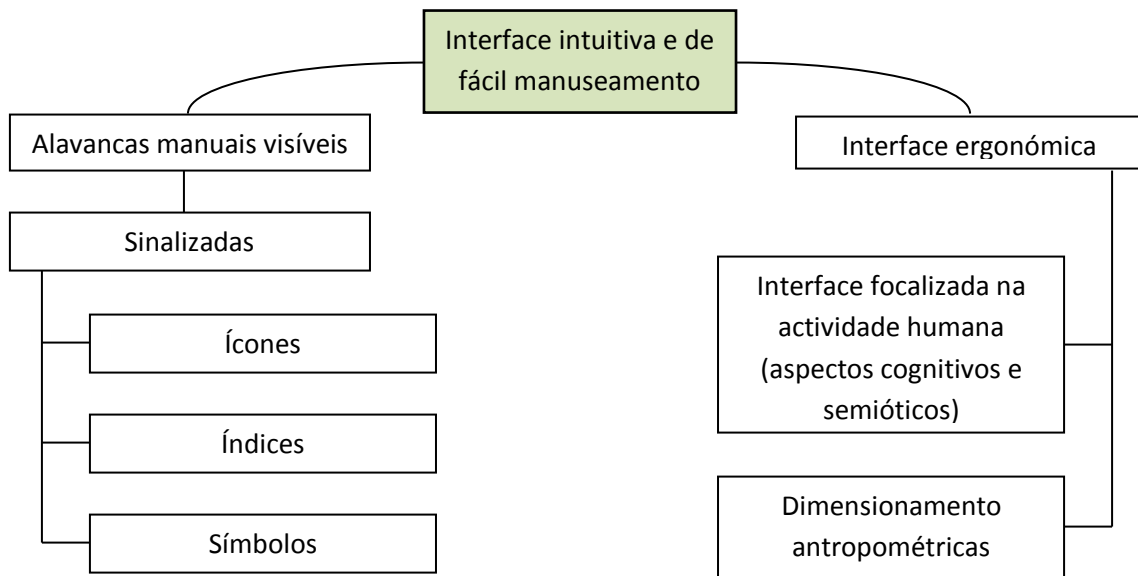 Interface intuitiva e de
fácil manuseamento
Alavancas manuais visíveis
Sinalizadas
Ícones
Índices
Símbolos
Interface ergonómica
Interface focalizada na
actividade humana
(aspectos cognitivos e
semióticos)
Dimensionamento
antropométricas